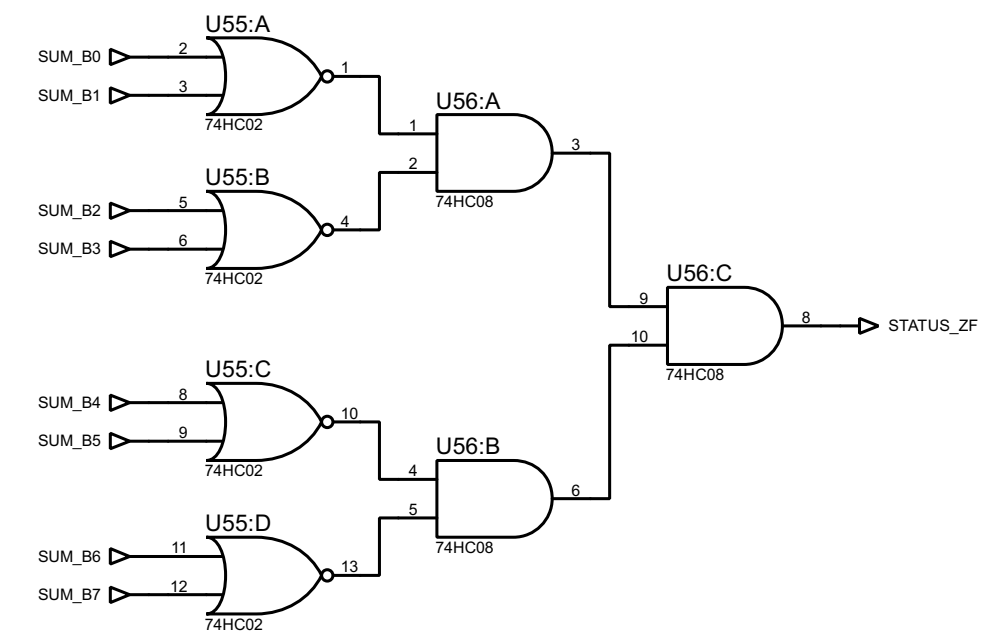 U55:A
SUM_B0 2
1
SUM_B1 3
74HC02
U56:A
1
3
2
74HC08
U55:B
SUM_B2 5
4
SUM_B3 6
74HC02
U56:C
9
8 STATUS_ZF
10
74HC08
U55:C
SUM_B4 8
10
SUM_B5 9
74HC02
U56:B
4
6
5
74HC08
U55:D
SUM_B6 11
13
SUM_B7 12
74HC02